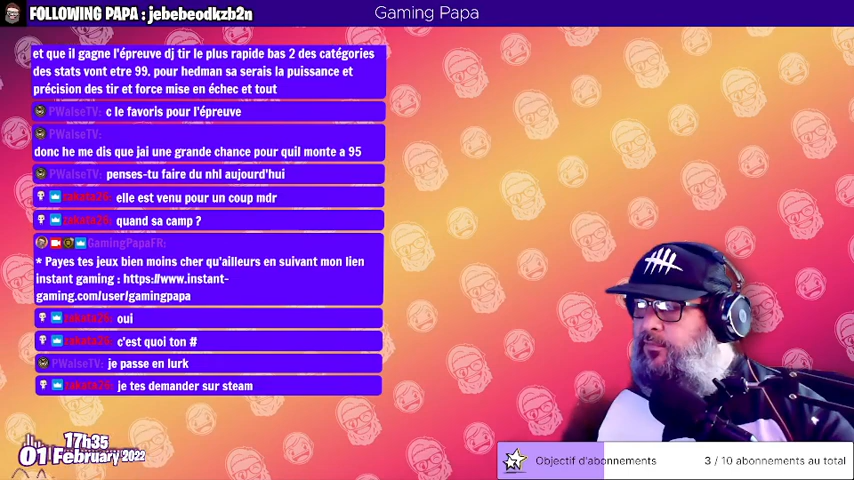 FOLLOWING PAPA : jebebeodkzb2n
Gaming Papa
et que il gagne l'épreuve dj tir le plus rapide bas 2 des catégories
des stats vont etre 99. pour hedman sa serais la puissance et
précision des tir et force mise en échec et tout
PWalseTV: c le favoris pour l'épreuve
PWalseTV:
donc he me dis que jai une grande chance pour quil monte a 95
PWalseTV: penses-tu faire du nhl aujourd'hui
zakata26: elle est venu pour un coup mdr
zakata26: quand sa camp ?
GamingPapaFR:
* Payes tes jeux bien moins cher qu'ailleurs en suivant mon lien
instant gaming : https://www.instant-
gaming.com/user/gamingpapa
zakata26: oui
zakata26: c'est quoi ton #
PWalseTV: je passe en lurk
zakata26: je tes demander sur steam
17h35
01 February 2022
Objectif d'abonnements 3 / 10 abonnements au total